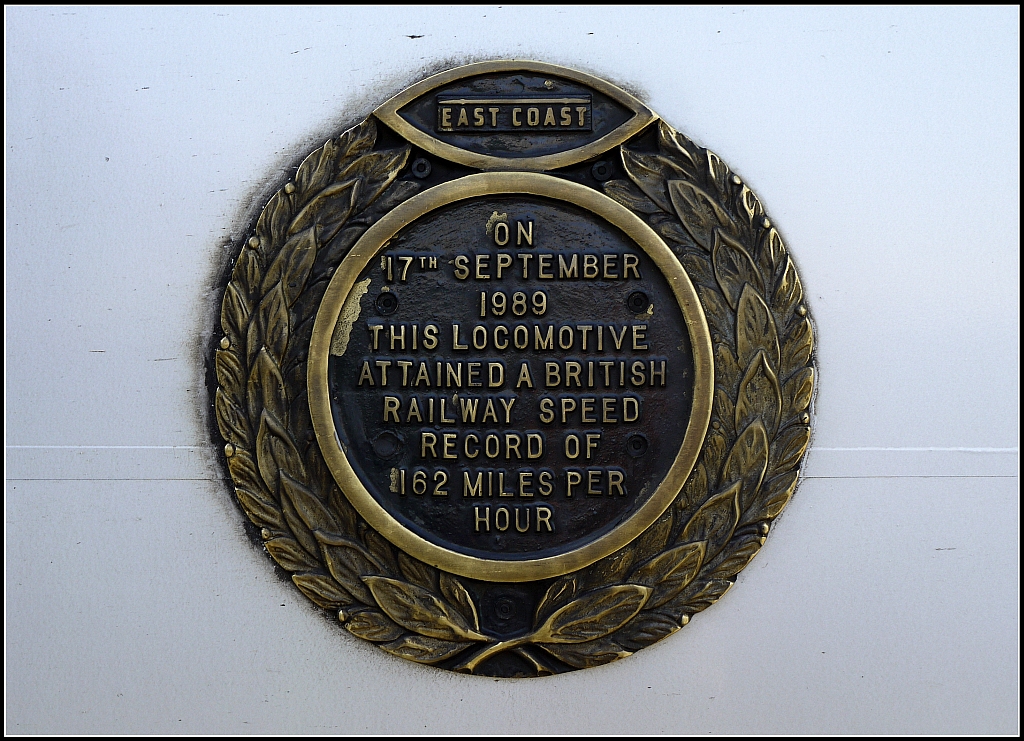 EAST COAST
ON
17TH SEPTEMBER
1989
THIS LOCOMOTIVE
ATTAINED A BRITISH
RAILWAY SPEED
RECORD OF
162 MILES PER
HOUR